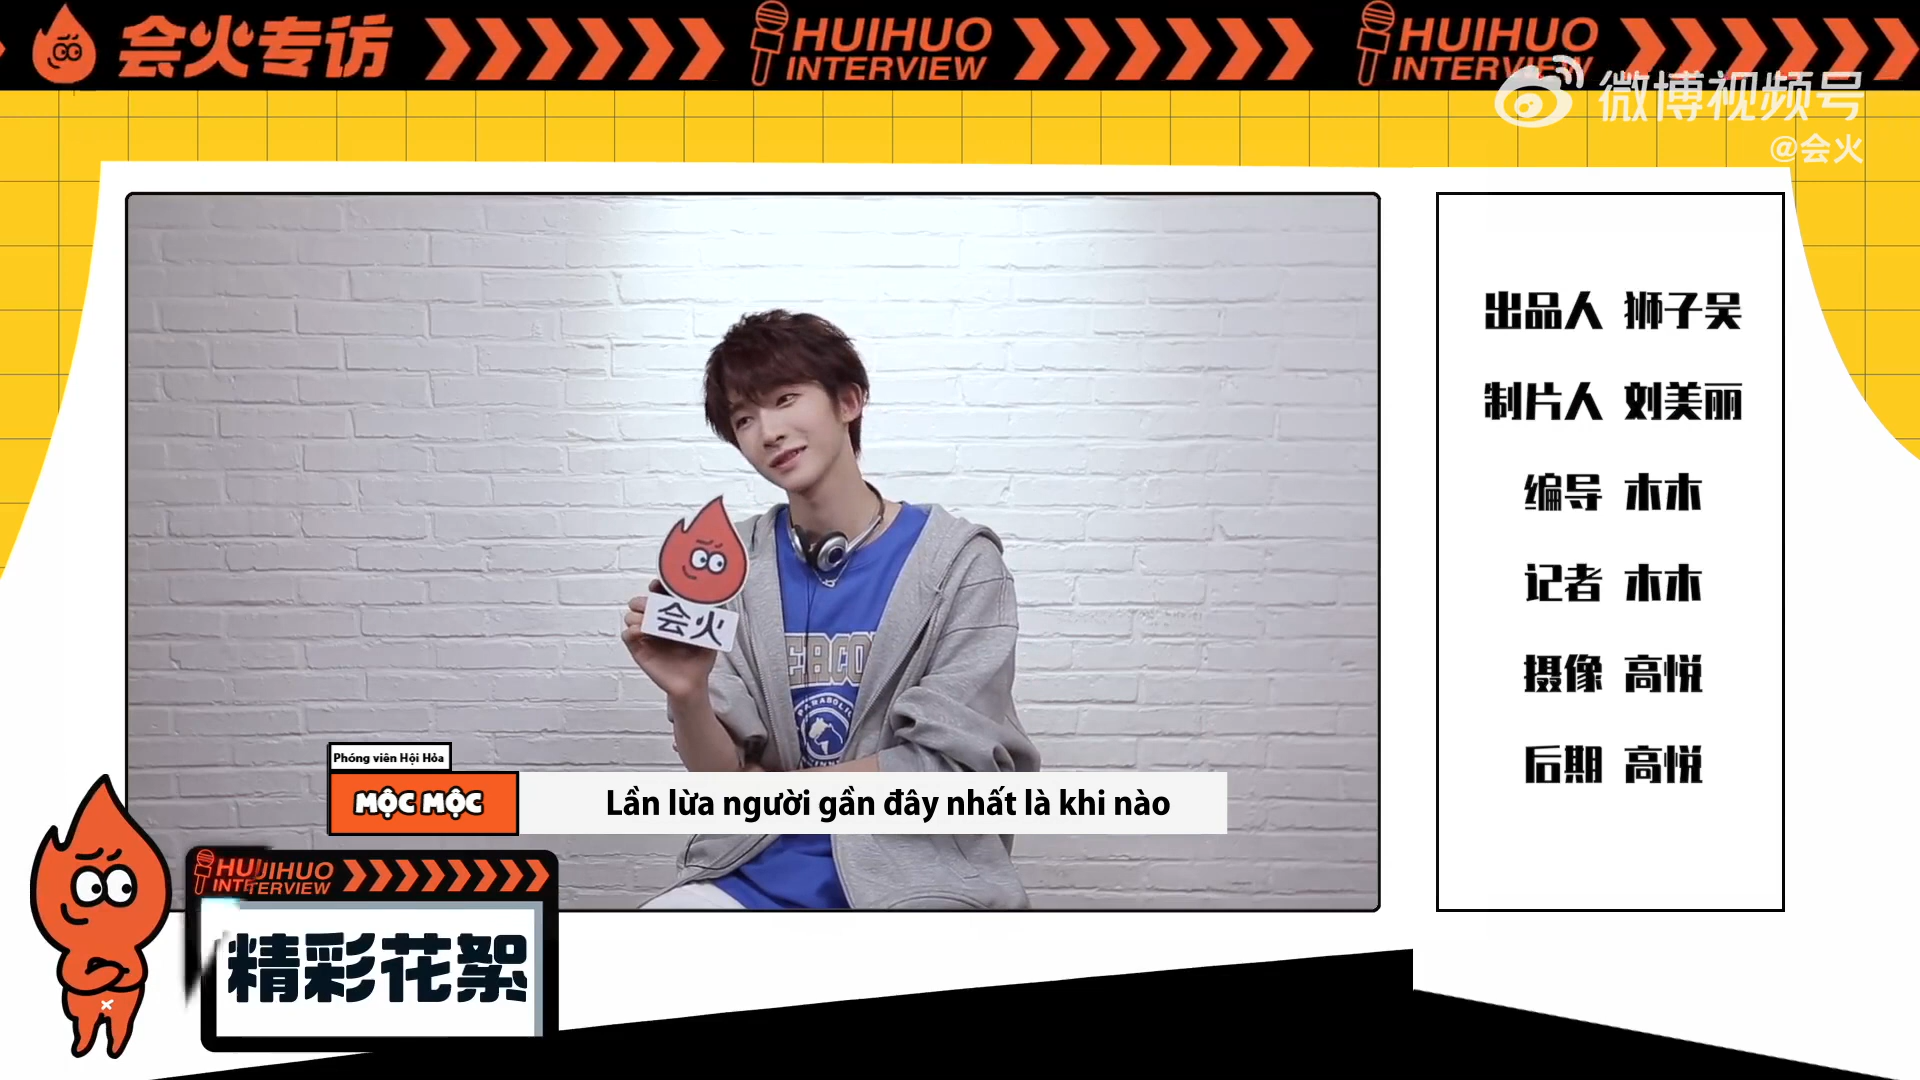 会火专访
HUIHUO
INTERVIEW
HUIHUO
INTERVIEW
微博视频号
@会火
出品人 狮子吴
制片人 刘美丽
编导 木木
记者 木木
摄像 高悦
后期 高悦
会火
PARABOLIC
Phóng viên Hội Hỏa
MỘC MỘC
Lần lừa người gần đây nhất là khi nào
精彩花絮